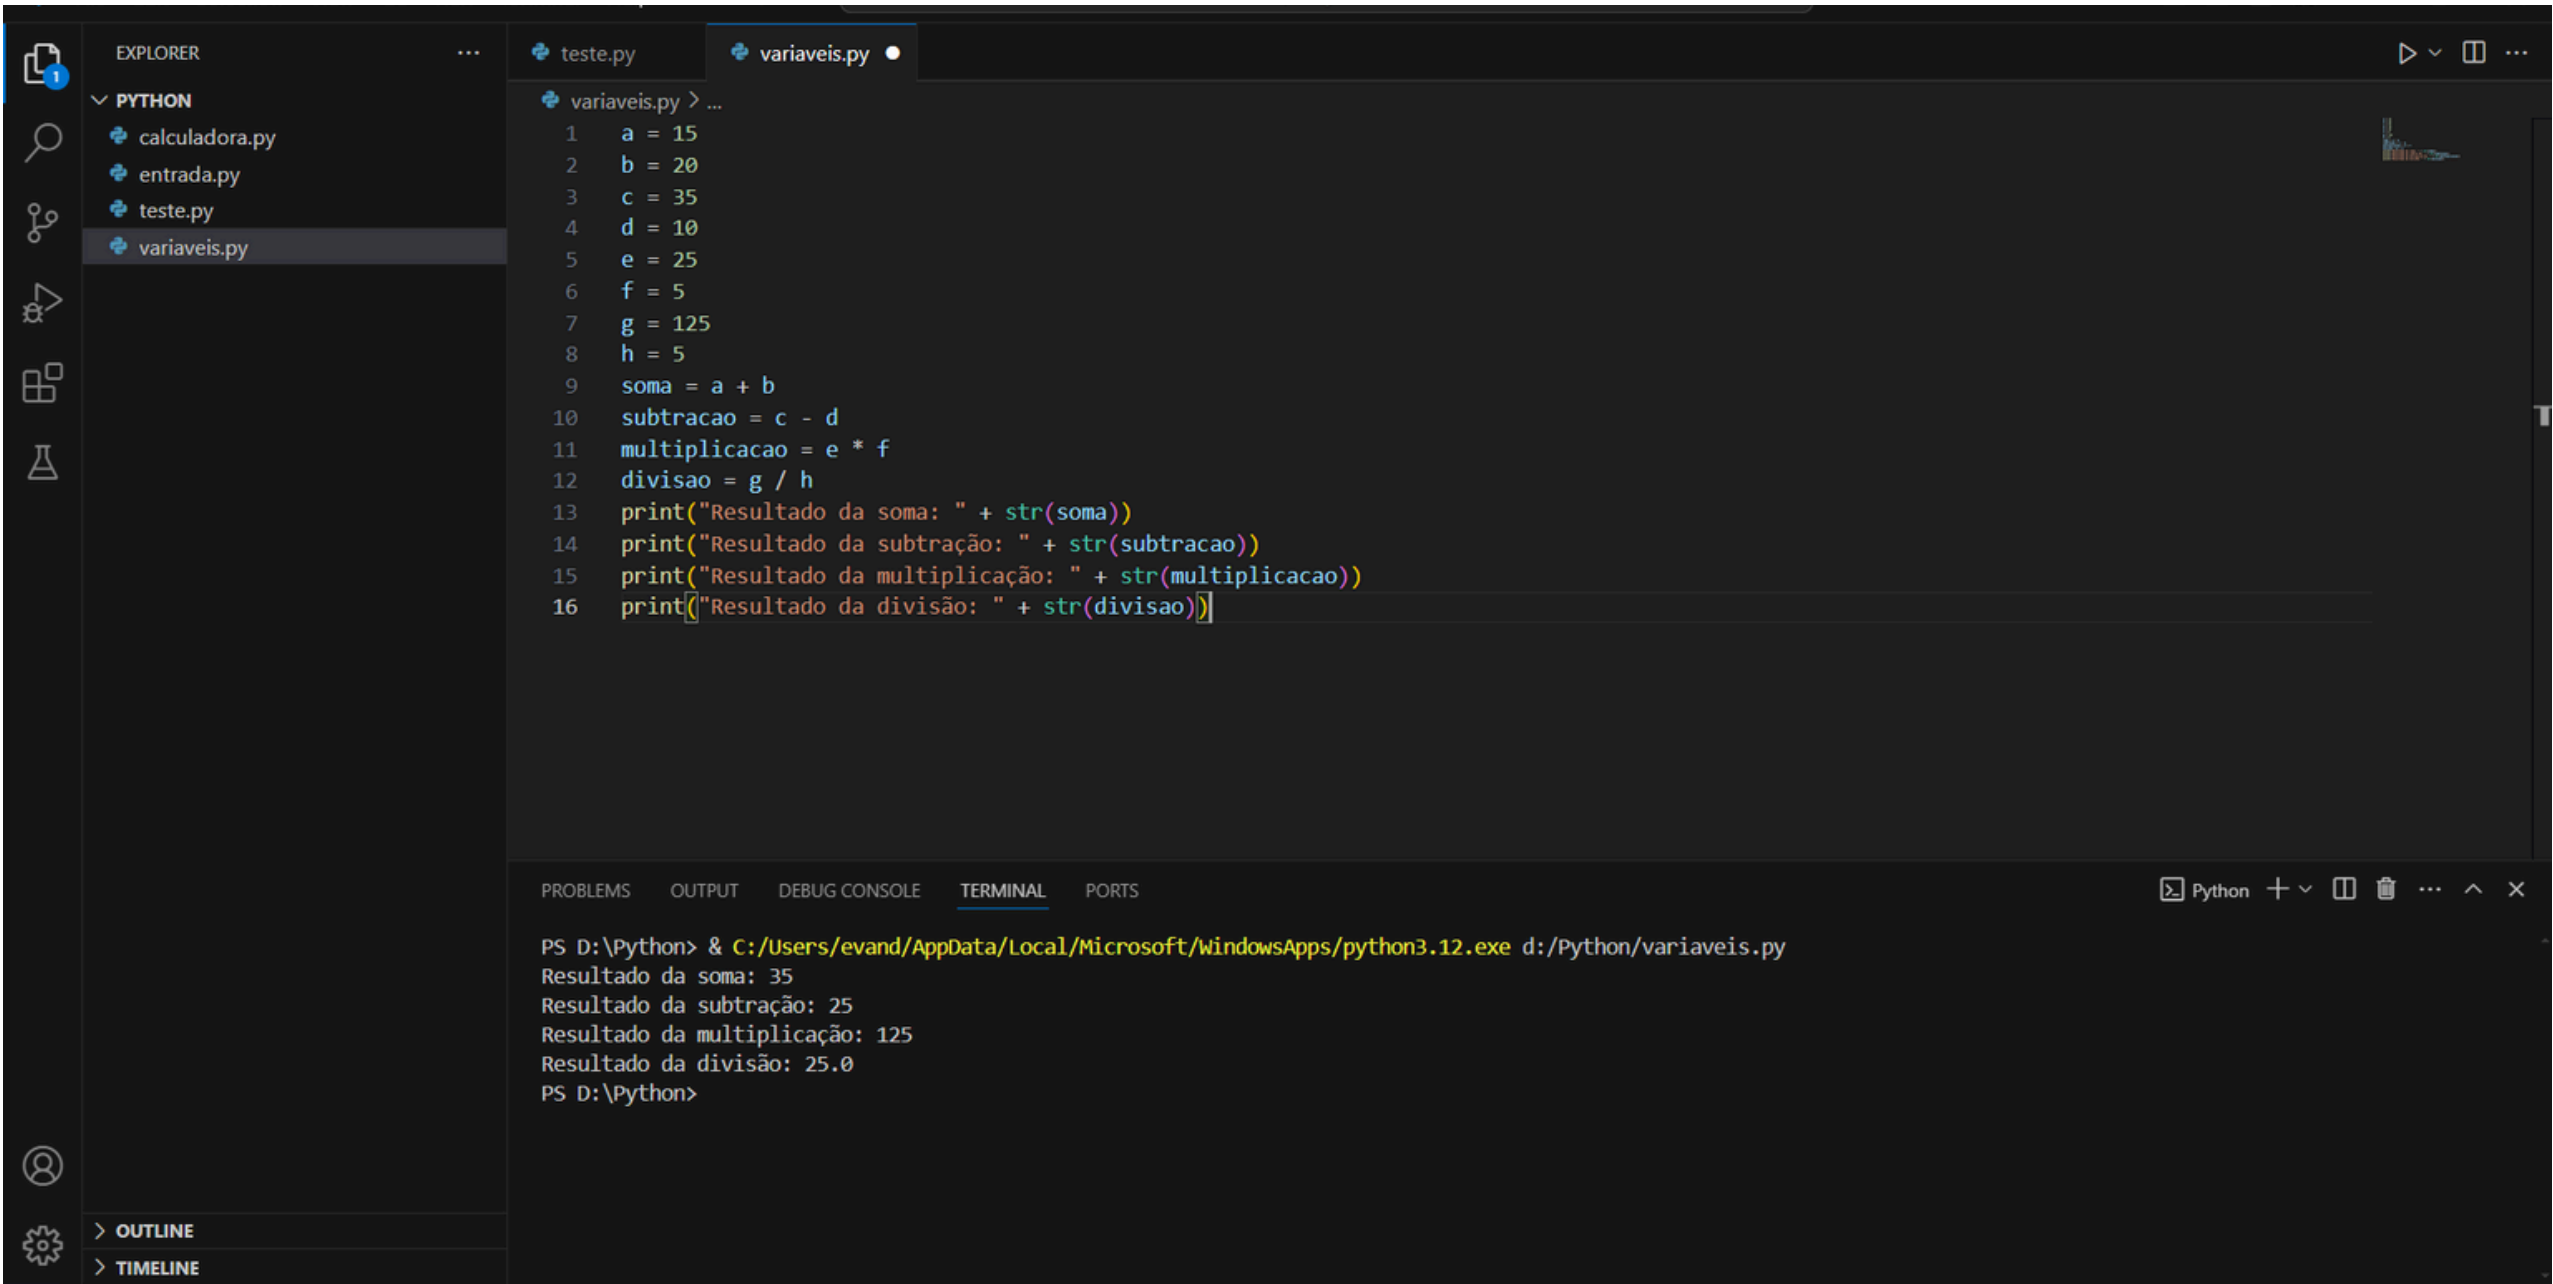 EXPLORER
PYTHON
calculadora.py
entrada.py
teste.py
variaveis.py
OUTLINE
TIMELINE
1
teste.py
variaveis.py
variaveis.py > ...
1 a = 15
2 b = 20
3 c = 35
4 d = 10
5 e = 25
6 f = 5
7 g = 125
8 h = 5
9 soma = a + b
10 subtracao = c - d
11 multiplicacao = e * f
12 divisao = g / h
13 print("Resultado da soma: " + str(soma))
14 print("Resultado da subtração: " + str(subtracao))
15 print("Resultado da multiplicação: " + str(multiplicacao))
16 print("Resultado da divisão: " + str(divisao))
PROBLEMS OUTPUT DEBUG CONSOLE TERMINAL PORTS
Python
PS D:\Python> & C:/Users/evand/AppData/Local/Microsoft/WindowsApps/python3.12.exe d:/Python/variaveis.py
Resultado da soma: 35
Resultado da subtração: 25
Resultado da multiplicação: 125
Resultado da divisão: 25.0
PS D:\Python>